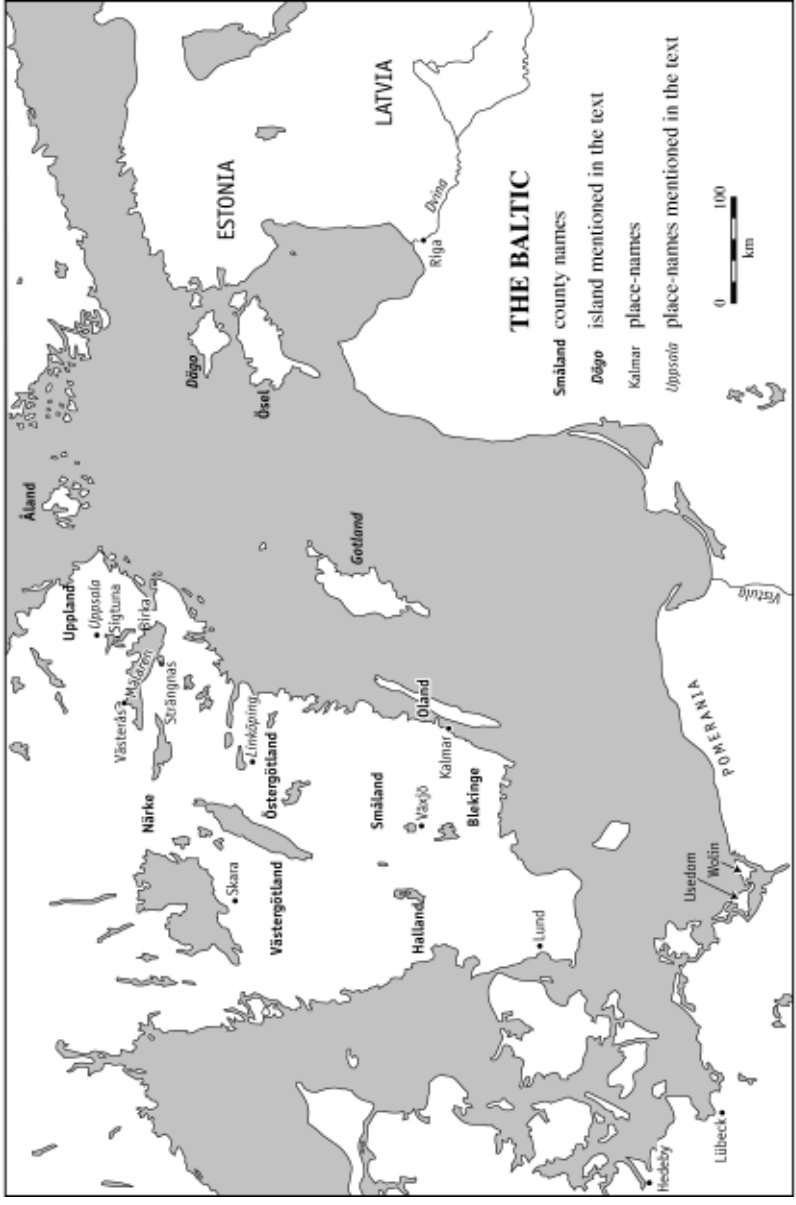 Åland
Uppland
Uppsala
Sigtuna
Västerås
Mälaren
Birka
Närke
Strängnas
Dägo
ESTONIA
Skara
Linköping
Ösel
Östergötland
Västergötland
Gotland
Småland
LATVIA
Halland
Växjö
Öland
Dvina
Riga
Kalmar
Blekinge
Lund
THE BALTIC
Småland county names
Dägo island mentioned in the text
Kalmar place-names
Uppsala place-names mentioned in the text
0 100
km
Hedeby
Usedom
Wolin
POMERANIA
Lübeck
Vistula